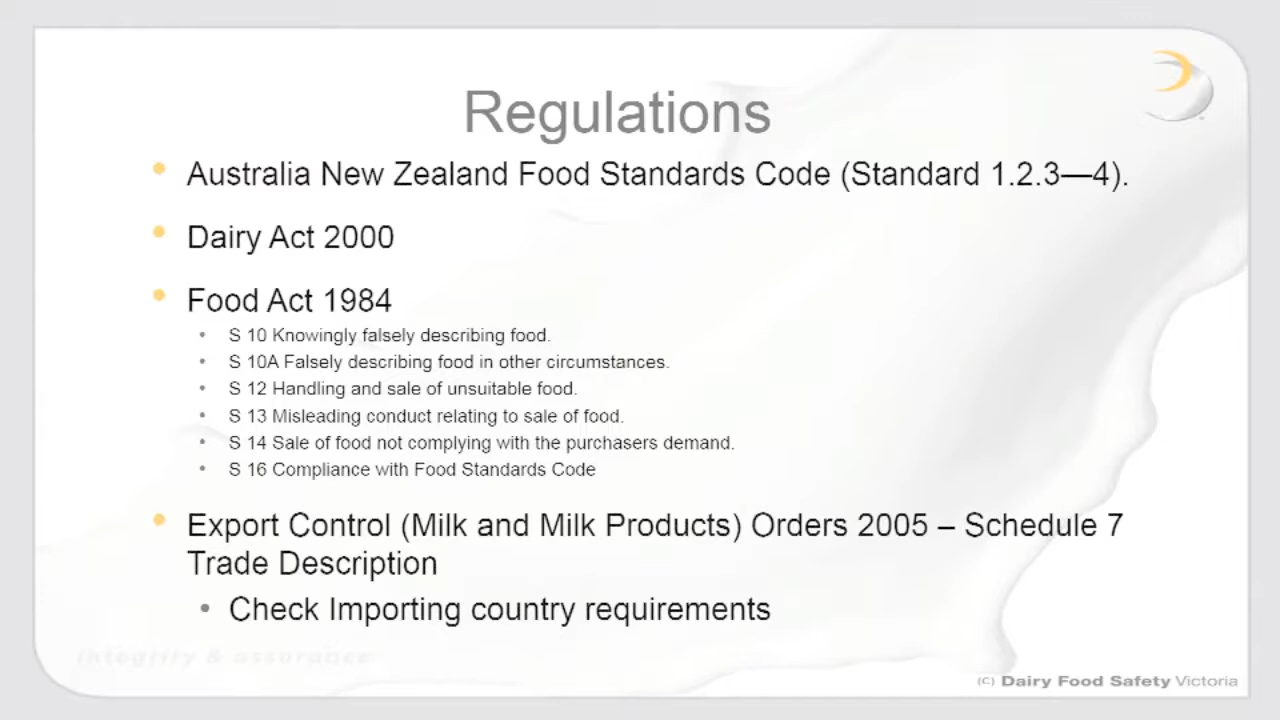 Regulations
• Australia New Zealand Food Standards Code (Standard 1.2.3—4).
• Dairy Act 2000
• Food Act 1984
• S 10 Knowingly falsely describing food.
• S 10A Falsely describing food in other circumstances.
• S 12 Handling and sale of unsuitable food.
• S 13 Misleading conduct relating to sale of food.
• S 14 Sale of food not complying with the purchasers demand.
• S 16 Compliance with Food Standards Code
• Export Control (Milk and Milk Products) Orders 2005 – Schedule 7
Trade Description
• Check Importing country requirements
integrity & assurance
(C) Dairy Food Safety Victoria